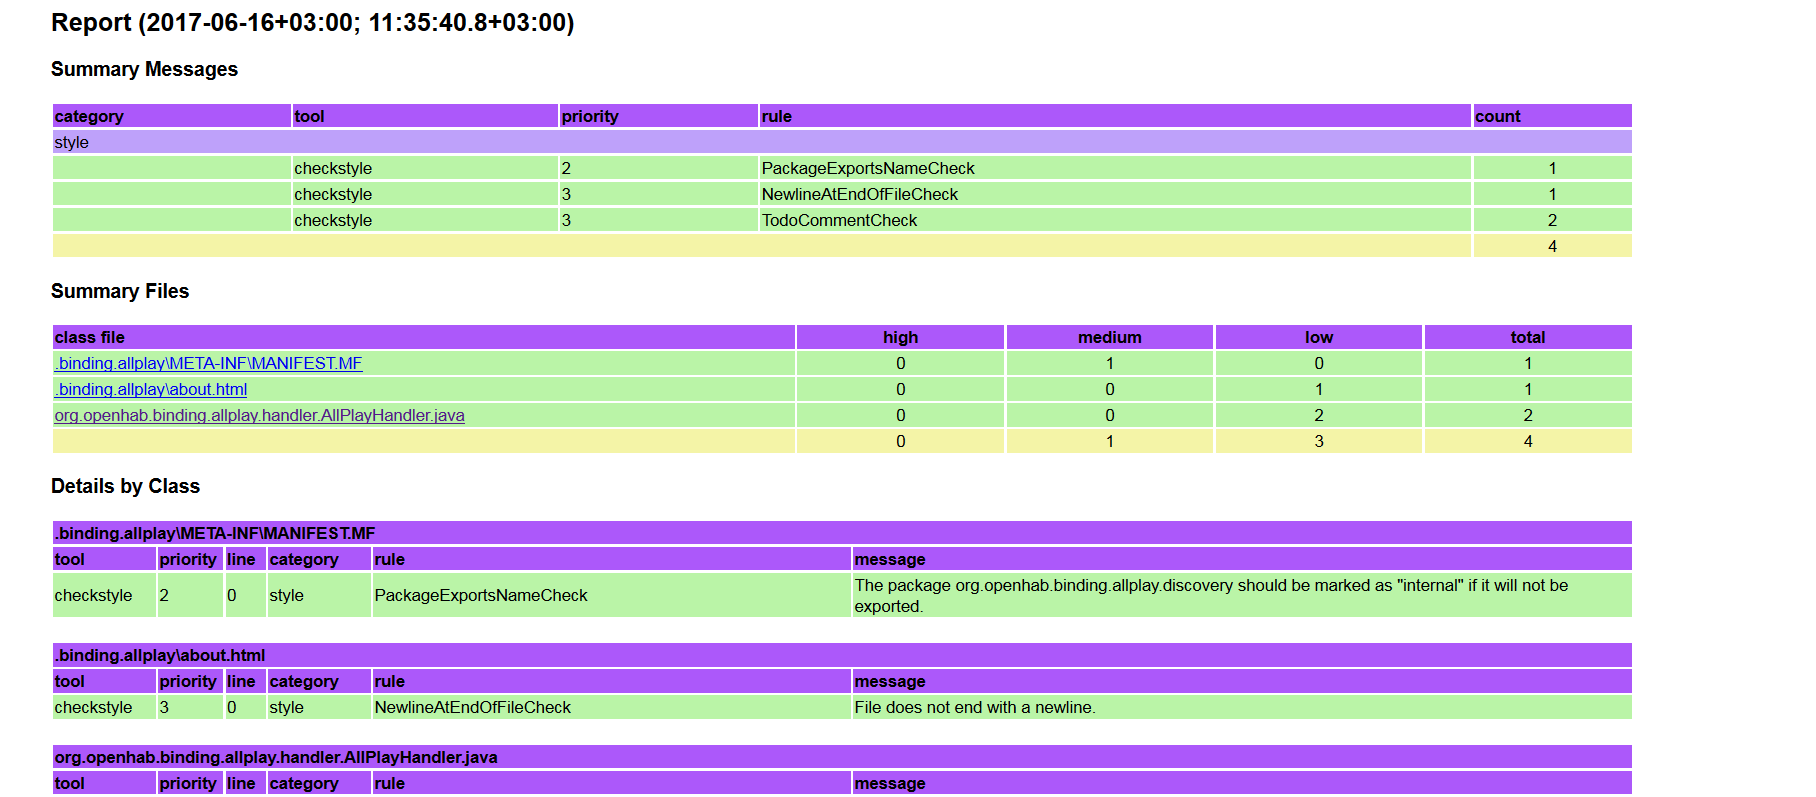 Report (2017-06-16+03:00; 11:35:40.8+03:00)
Summary Messages
category tool priority rule count
style
checkstyle 2 PackageExportsNameCheck 1
checkstyle 3 NewlineAtEndOfFileCheck 1
checkstyle 3 TodoCommentCheck 2
4
Summary Files
class file high medium low total
.binding.allplay\META-INF\MANIFEST.MF 0 1 0 1
.binding.allplay\about.html 0 0 1 1
org.openhab.binding.allplay.handler.AllPlayHandler.java 0 0 2 2
0 1 3 4
Details by Class
.binding.allplay\META-INF\MANIFEST.MF
tool priority line category rule message
checkstyle 2 0 style PackageExportsNameCheck The package org.openhab.binding.allplay.discovery should be marked as "internal" if it will not be
exported.
.binding.allplay\about.html
tool priority line category rule message
checkstyle 3 0 style NewlineAtEndOfFileCheck File does not end with a newline.
org.openhab.binding.allplay.handler.AllPlayHandler.java
tool priority line category rule message